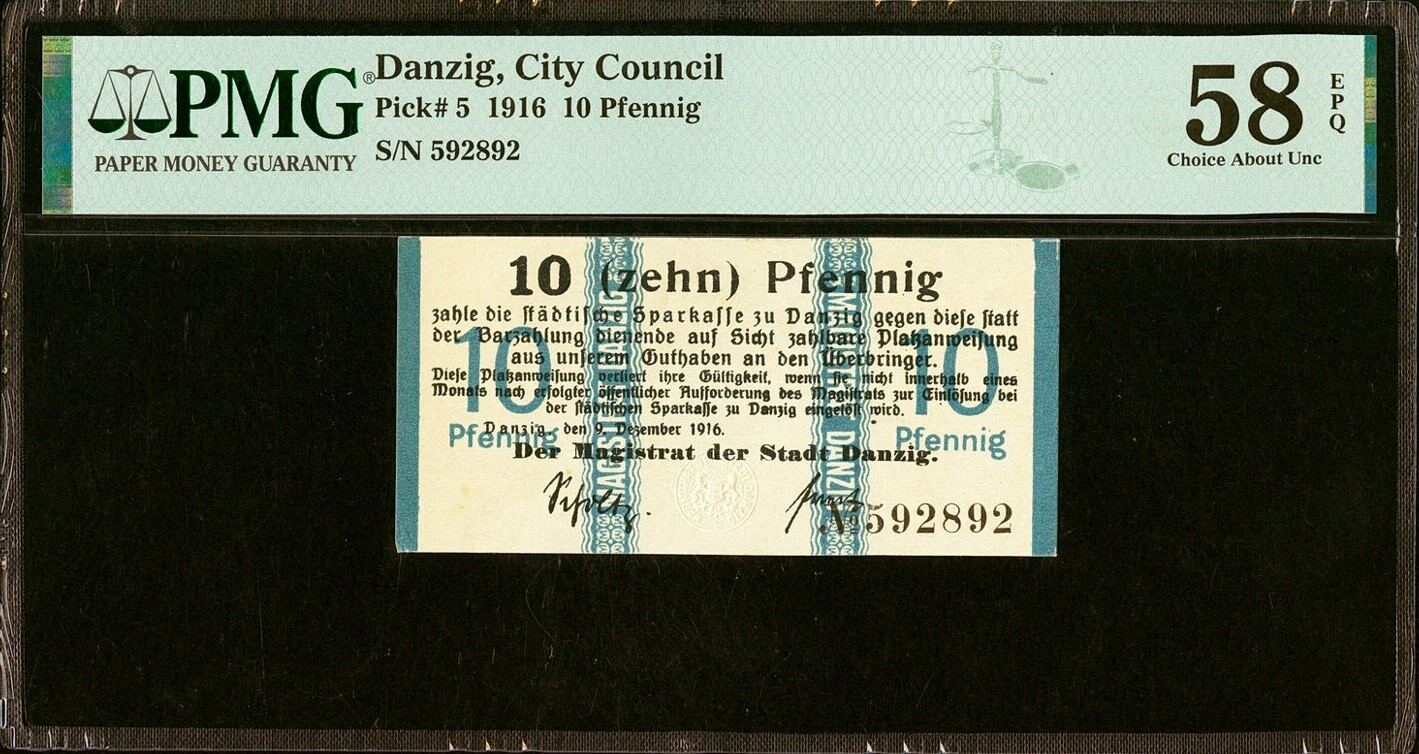 PMG®
PAPER MONEY GUARANTY
Danzig, City Council
Pick# 5 1916 10 Pfennig
S/N 592892
58 EPQ
Choice About Unc
10 (zehn) Pfennig
zahle die ſtädtiſche Sparkaſſe zu Danzig gegen dieſe ſtatt
der Barzahlung dienende auf Sicht zahlbare Platzanweiſung
aus unſerem Guthaben an den Überbringer.
Dieſe Platzanweiſung verliert ihre Gültigkeit, wenn ſie nicht innerhalb eines
Monats nach erfolgter öffentlicher Aufforderung des Magiſtrats zur Einlöſung bei
der ſtädtiſchen Sparkaſſe zu Danzig eingelöſt wird.
Danzig, den 9. Dezember 1916.
Der Magistrat der Stadt Danzig.
10
Pfennig
10
Pfennig
DANZI
Scholtz.
№592892